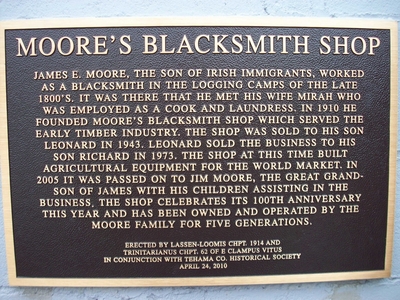 MOORE'S BLACKSMITH SHOP
JAMES E. MOORE, THE SON OF IRISH IMMIGRANTS, WORKED
AS A BLACKSMITH IN THE LOGGING CAMPS OF THE LATE
1800'S. IT WAS THERE THAT HE MET HIS WIFE MIRAH WHO
WAS EMPLOYED AS A COOK AND LAUNDRESS. IN 1910 HE
FOUNDED MOORE'S BLACKSMITH SHOP WHICH SERVED THE
EARLY TIMBER INDUSTRY. THE SHOP WAS SOLD TO HIS SON
LEONARD IN 1943. LEONARD SOLD THE BUSINESS TO HIS
SON RICHARD IN 1973. THE SHOP AT THIS TIME BUILT
AGRICULTURAL EQUIPMENT FOR THE WORLD MARKET. IN
2005 IT WAS PASSED ON TO JIM MOORE, THE GREAT GRAND-
SON OF JAMES WITH HIS CHILDREN ASSISTING IN THE
BUSINESS, THE SHOP CELEBRATES ITS 100TH ANNIVERSARY
THIS YEAR AND HAS BEEN OWNED AND OPERATED BY THE
MOORE FAMILY FOR FIVE GENERATIONS.
ERECTED BY LASSEN-LOOMIS CHPT. 1914 AND
TRINITARIANUS CHPT. 62 OF E CLAMPUS VITUS
IN CONJUNCTION WITH TEHAMA CO. HISTORICAL SOCIETY
APRIL 24, 2010